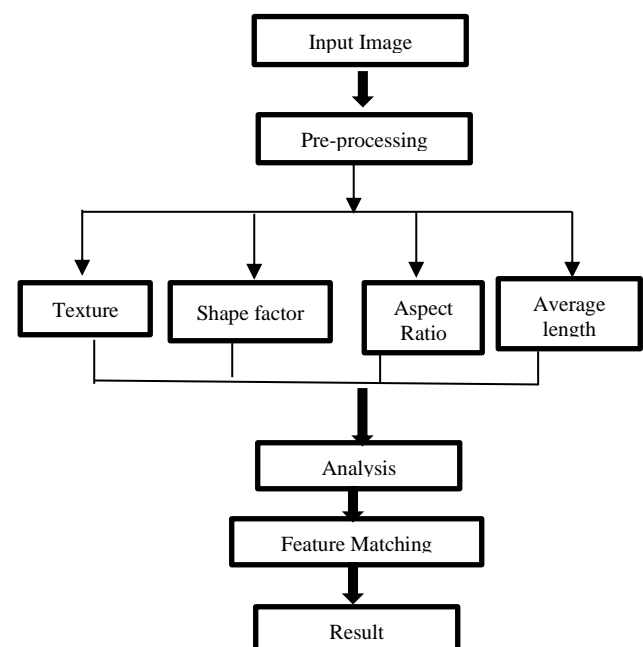 Input Image
Pre-processing
Texture
Shape factor
Aspect
Ratio
Average
length
Analysis
Feature Matching
Result